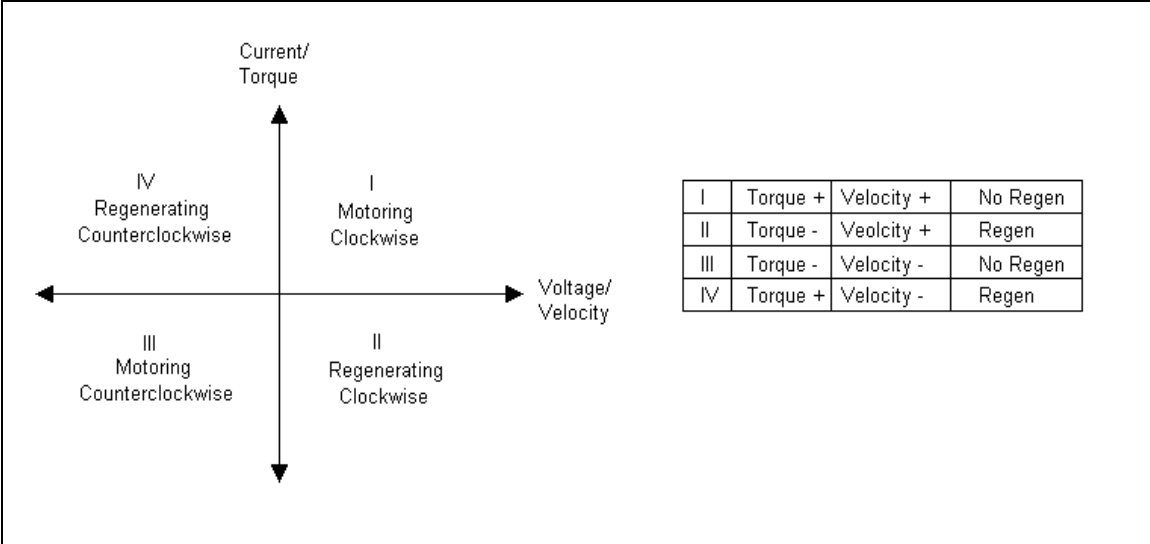 Current/
Torque
IV
Regenerating
Counterclockwise
I
Motoring
Clockwise
Voltage/
Velocity
III
Motoring
Counterclockwise
II
Regenerating
Clockwise
I Torque + Velocity + No Regen
II Torque - Veolcity + Regen
III Torque - Velocity - No Regen
IV Torque + Velocity - Regen